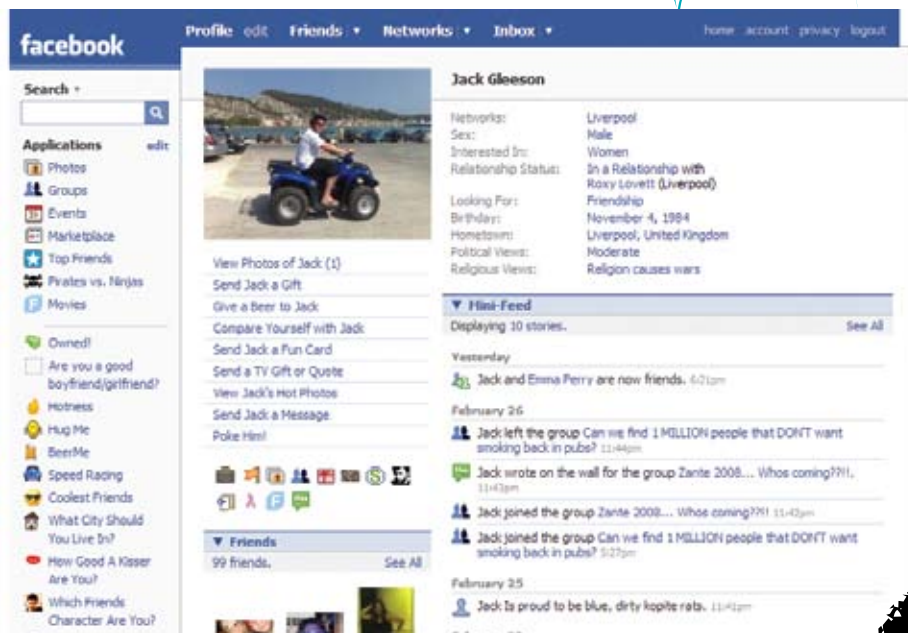 facebook
Profile edit Friends Networks Inbox
home account privacy logout
Search
Applications edit
Photos
Groups
Events
Marketplace
Top Friends
Pirates vs. Ninjas
Movies
Owned!
Are you a good
boyfriend/girlfriend?
Hotness
Hug Me
BeerMe
Speed Racing
Coolest Friends
What City Should
You Live In?
How Good A Kisser
Are You?
Which Friends
Character Are You?
View Photos of Jack (1)
Send Jack a Gift
Give a Beer to Jack
Compare Yourself with Jack
Send Jack a Fun Card
Send a TV Gift or Quote
View Jack's Hot Photos
Send Jack a Message
Poke Him!
Friends
99 friends. See All
Jack Gleeson
Networks: Liverpool
Sex: Male
Interested In: Women
Relationship Status: In a Relationship with
Roxy Lovett (Liverpool)
Looking For: Friendship
Birthday: November 4, 1984
Hometown: Liverpool, United Kingdom
Political Views: Moderate
Religious Views: Religion causes wars
Mini-Feed
Displaying 10 stories. See All
Yesterday
Jack and Emma Perry are now friends. 6:21pm
February 26
Jack left the group Can we find 1 MILLION people that DON'T want
smoking back in pubs? 11:44pm
Jack wrote on the wall for the group Zante 2008... Whos coming??!!.
11:43pm
Jack joined the group Zante 2008... Whos coming??!! 11:42pm
Jack joined the group Can we find 1 MILLION people that DON'T want
smoking back in pubs? 5:27pm
February 25
Jack Is proud to be blue, dirty kopite rats. 11:41pm